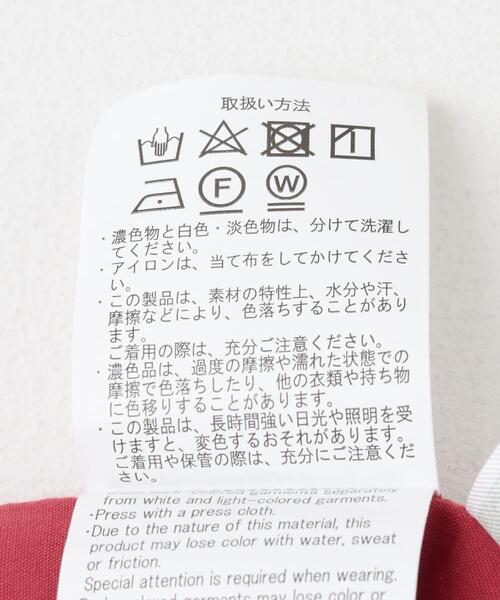 取扱い方法
F W
・濃色物と白色・淡色物は、分けて洗濯し
てください。
・アイロンは、当て布をしてかけてくださ
い。
・この製品は、素材の特性上、水分や汗、
摩擦などにより、色落ちすることがあり
ます。
ご着用の際は、充分ご注意ください。
・濃色品は、過度の摩擦や濡れた状態での
摩擦で色落ちしたり、他の衣類や持ち物
に色移りすることがあります。
・この製品は、長時間強い日光や照明を受
けますと、変色するおそれがあります。
ご着用や保管の際は、充分にご注意くだ
さい。
colored garments separately
from white and light-colored garments.
・Press with a press cloth.
・Due to the nature of this material, this
product may lose color with water, sweat
or friction.
Special attention is required when wearing.
garments may lose color or